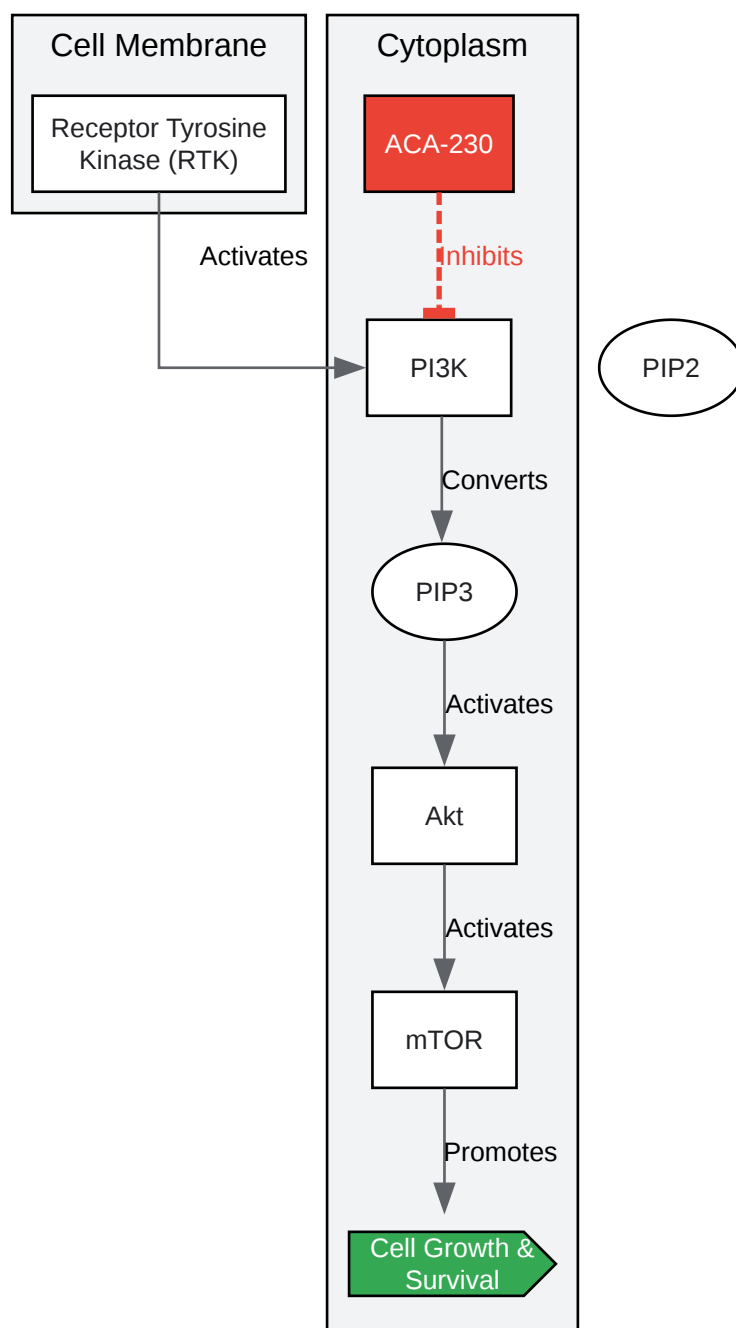 Cell Membrane
Cytoplasm
Receptor Tyrosine
Kinase (RTK)
ACA-230
Activates
Inhibits
PI3K
PIP2
Converts
PIP3
Activates
Akt
Activates
mTOR
Promotes
Cell Growth &
Survival